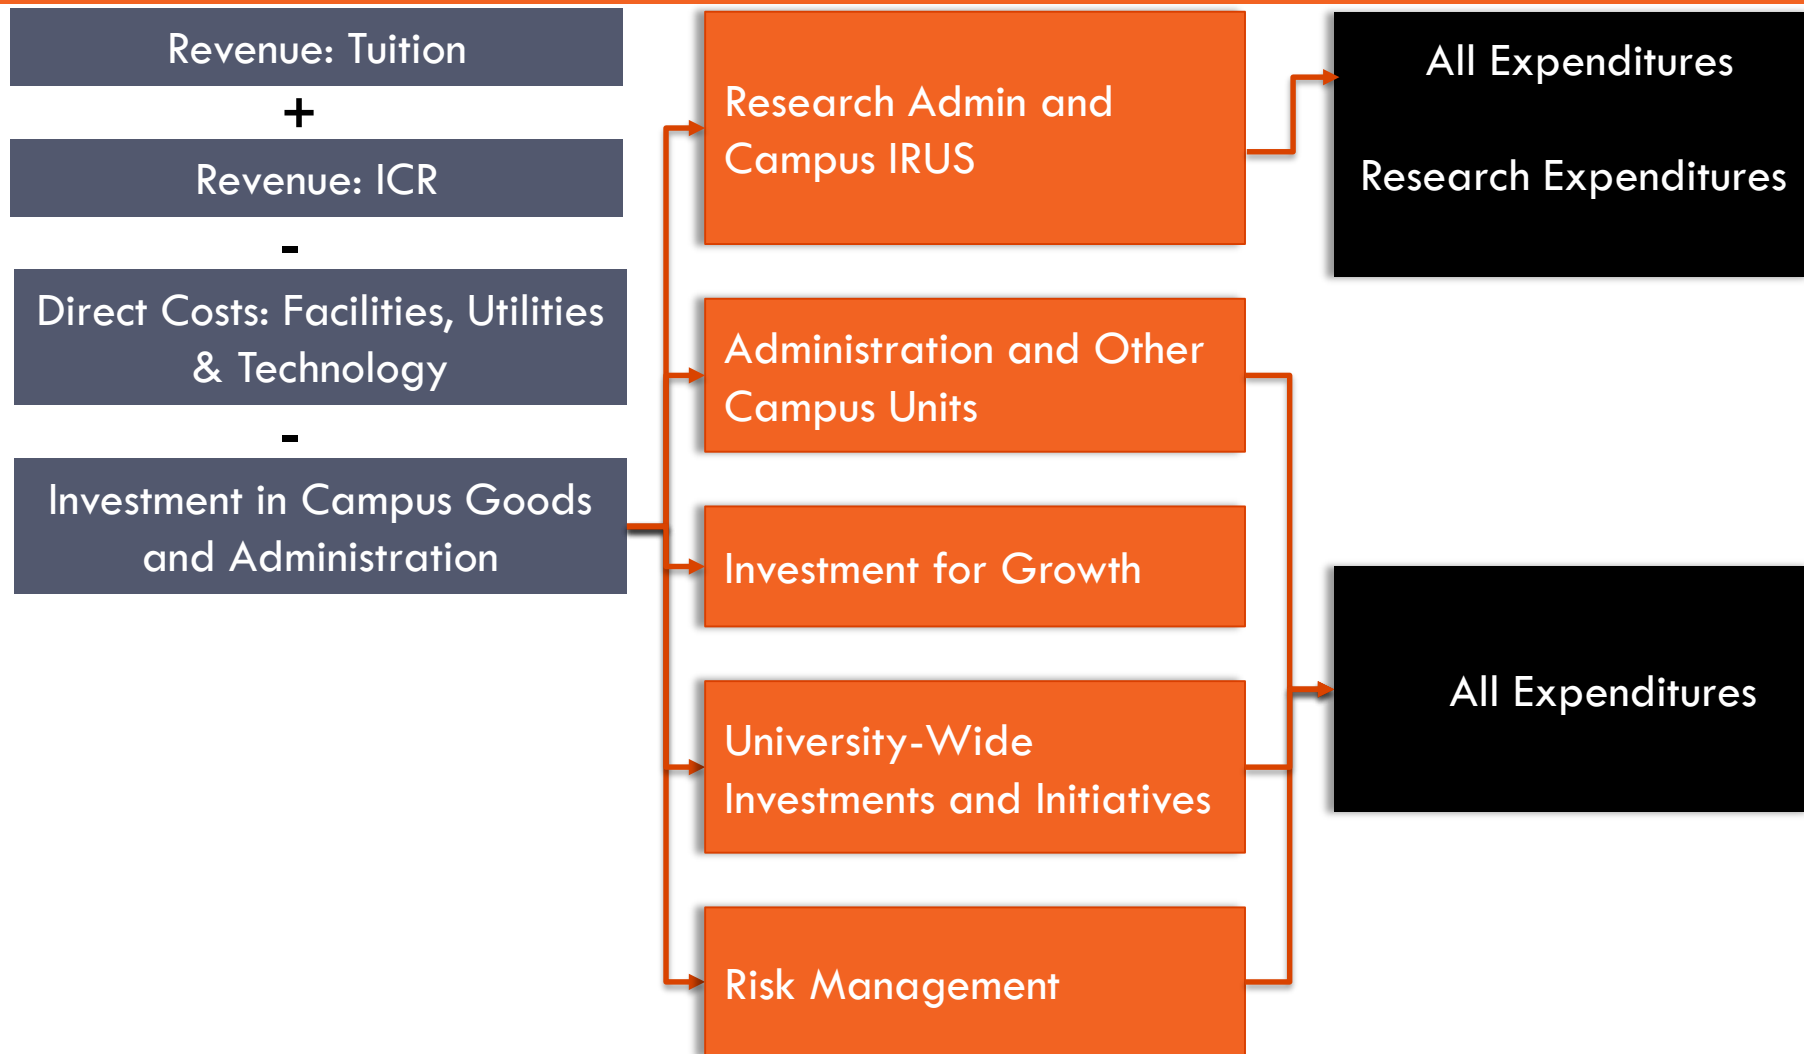 Revenue: Tuition
+
Revenue: ICR
-
Direct Costs: Facilities, Utilities
& Technology
-
Investment in Campus Goods
and Administration
Research Admin and
Campus IRUS
Administration and Other
Campus Units
Investment for Growth
University-Wide
Investments and Initiatives
Risk Management
All Expenditures
Research Expenditures
All Expenditures